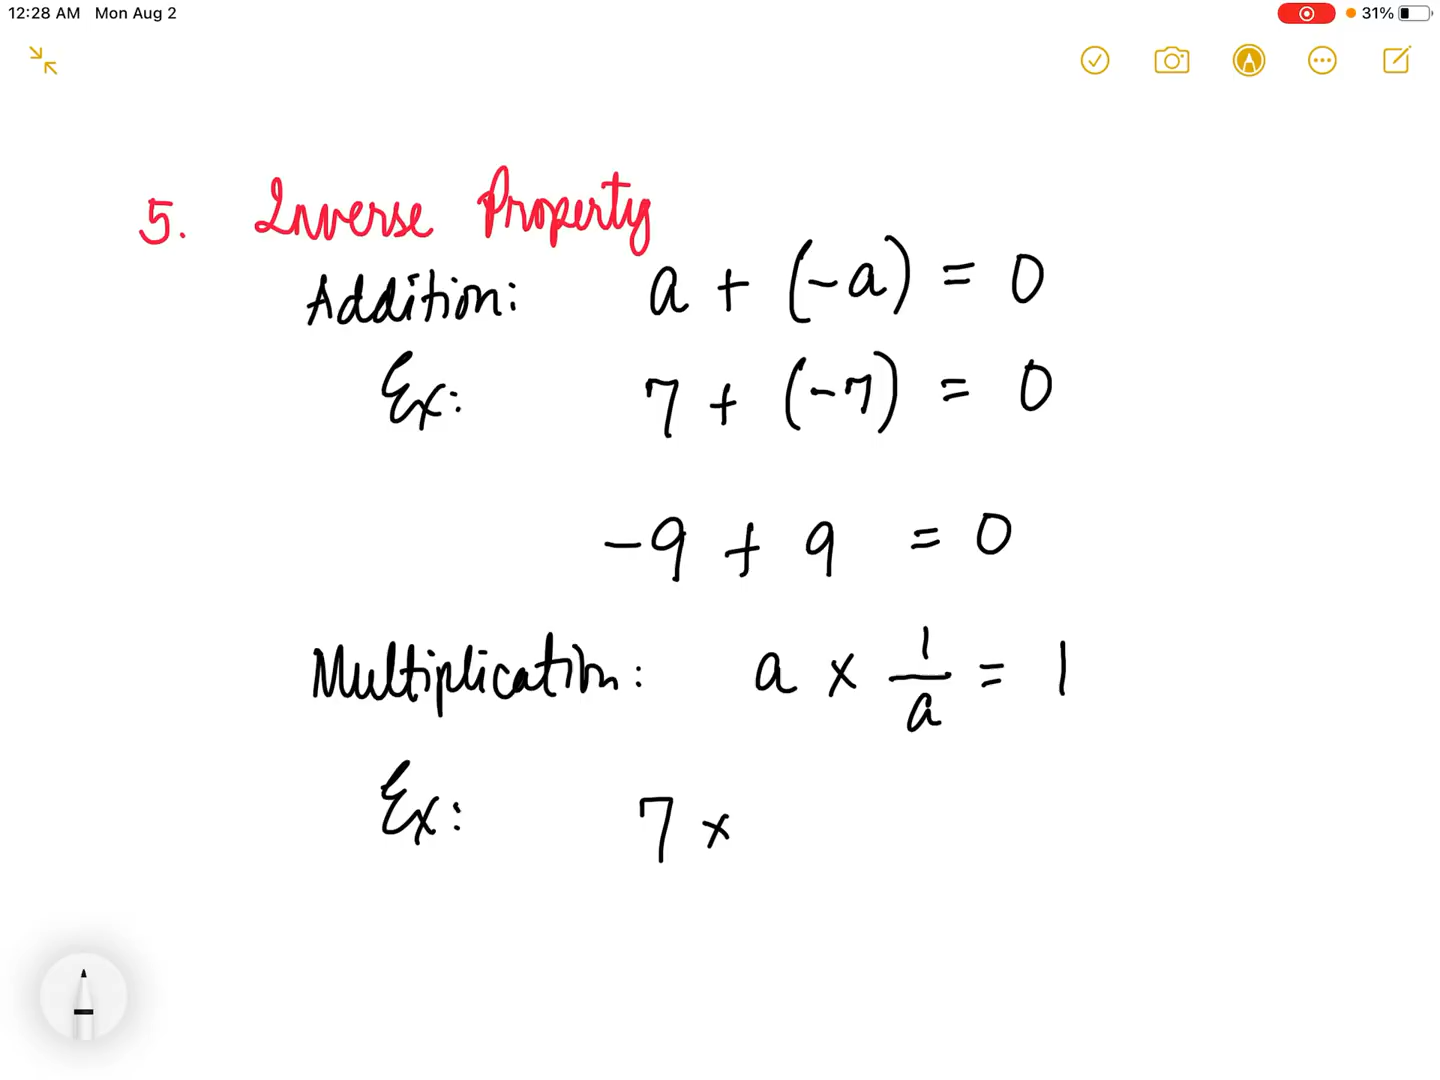 12:28 AM Mon Aug 2 31%
5. Inverse Property
Addition: a + (-a) = 0
Ex: 7 + (-7) = 0
-9 + 9 = 0
Multiplication: a × 1/a = 1
Ex: 7 ×